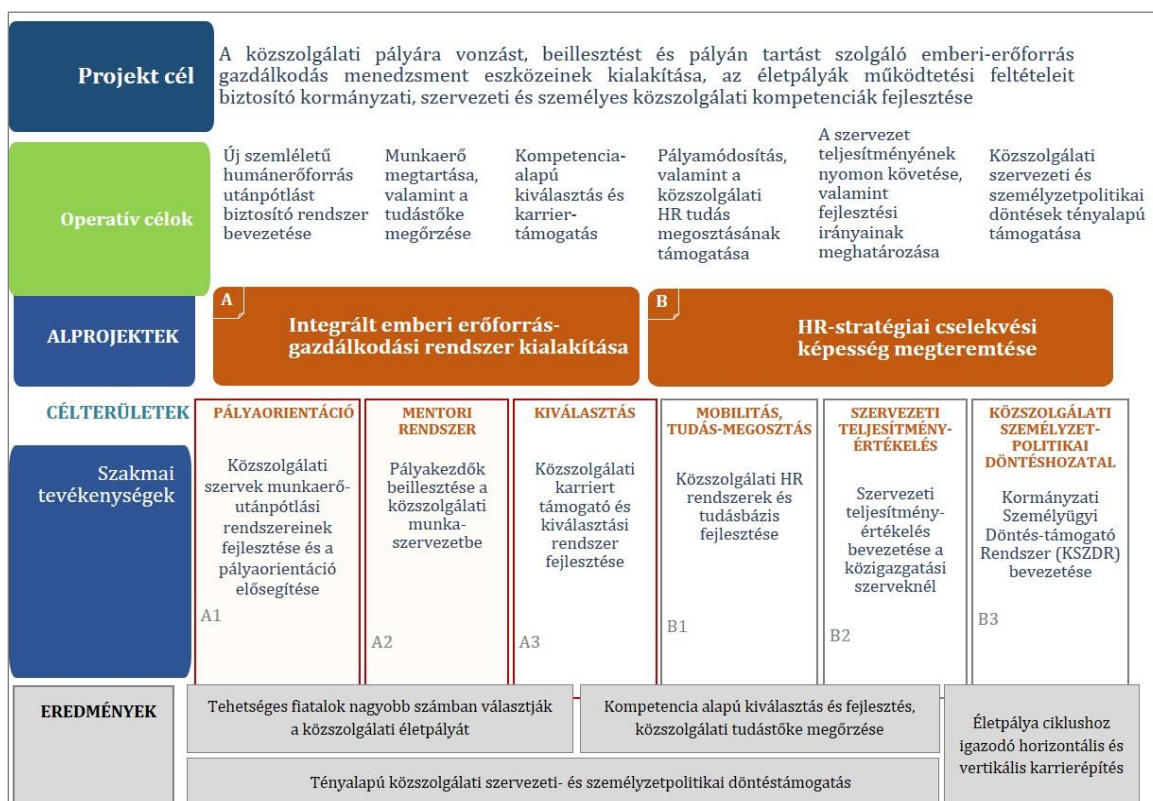 Projekt cél
A közszolgálati pályára vonzást, beillesztést és pályán tartást szolgáló emberi-erőforrás
gazdálkodás menedzsment eszközeinek kialakítása, az életpályák működtetési feltételeit
biztosító kormányzati, szervezeti és személyes közszolgálati kompetenciák fejlesztése
Operatív célok
Új szemléletű
humánerőforrás
utánpótlást
biztosító rendszer
bevezetése
Munkaerő
megtartása,
valamint a
tudástőke
megőrzése
Kompetencia-
alapú
kiválasztás és
karrier-
támogatás
Pályamódosítás,
valamint a
közszolgálati
HR tudás
megosztásának
támogatása
A szervezet
teljesítményének
nyomon követése,
valamint
fejlesztési
irányainak
meghatározása
Közszolgálati
szervezeti és
személyzetpolitikai
döntések tényalapú
támogatása
ALPROJEKTEK
A
Integrált emberi erőforrás-
gazdálkodási rendszer kialakítása
B
HR-stratégiai cselekvési
képesség megteremtése
CÉLTERÜLETEK
Szakmai
tevékenységek
PÁLYAORIENTÁCIÓ
Közszolgálati
szervek munkaerő-
utánpótlási
rendszereinek
fejlesztése és a
pályaorientáció
elősegítése
A1
MENTORI
RENDSZER
Pályakezdők
beillesztése a
közszolgálati
munka-
szervezetbe
A2
KIVÁLASZTÁS
Közszolgálati
karriert
támogató és
kiválasztási
rendszer
fejlesztése
A3
MOBILITÁS,
TUDÁS-MEGOSZTÁS
Közszolgálati HR
rendszerek és
tudásbázis
fejlesztése
B1
SZERVEZETI
TELJESÍTMÉNY-
ÉRTÉKELÉS
Szervezeti
teljesítmény-
értékelés
bevezetése a
közigazgatási
szerveknél
B2
KÖZSZOLGÁLATI
SZEMÉLYZET-
POLITIKAI
DÖNTÉSHOZATAL
Kormányzati
Személyügyi
Döntés-támogató
Rendszer (KSZDR)
bevezetése
B3
EREDMÉNYEK
Tehetséges fiatalok nagyobb számban választják
a közszolgálati életpályát
Kompetencia alapú kiválasztás és fejlesztés,
közszolgálati tudástőke megőrzése
Életpálya ciklushoz
igazodó horizontális és
vertikális karrierépítés
Tényalapú közszolgálati szervezeti- és személyzetpolitikai döntéstámogatás